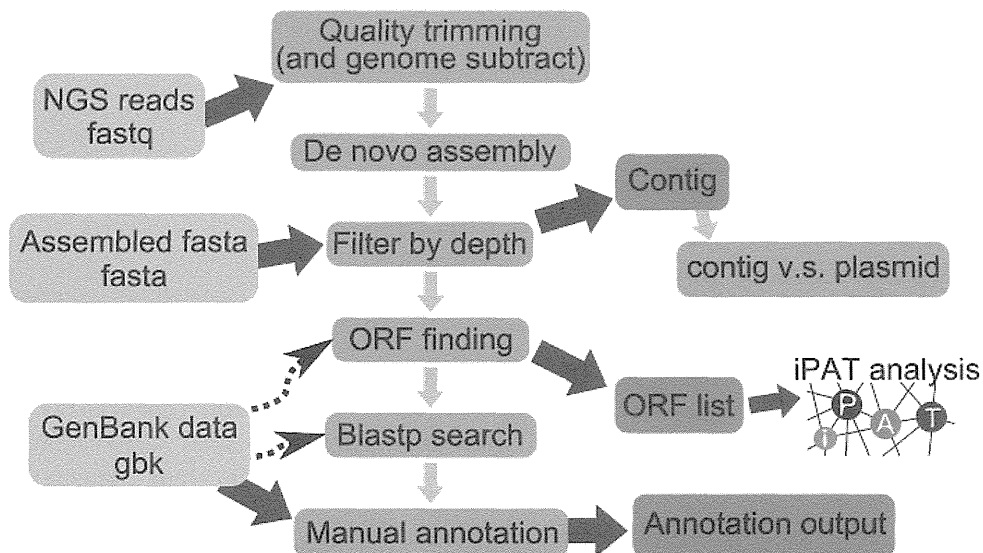 Quality trimming
(and genome subtract)
NGS reads
fastq
De novo assembly
Contig
Assembled fasta
fasta
Filter by depth
contig v.s. plasmid
ORF finding
iPAT analysis
I P A T
ORF list
GenBank data
gbk
Blastp search
Manual annotation
Annotation output